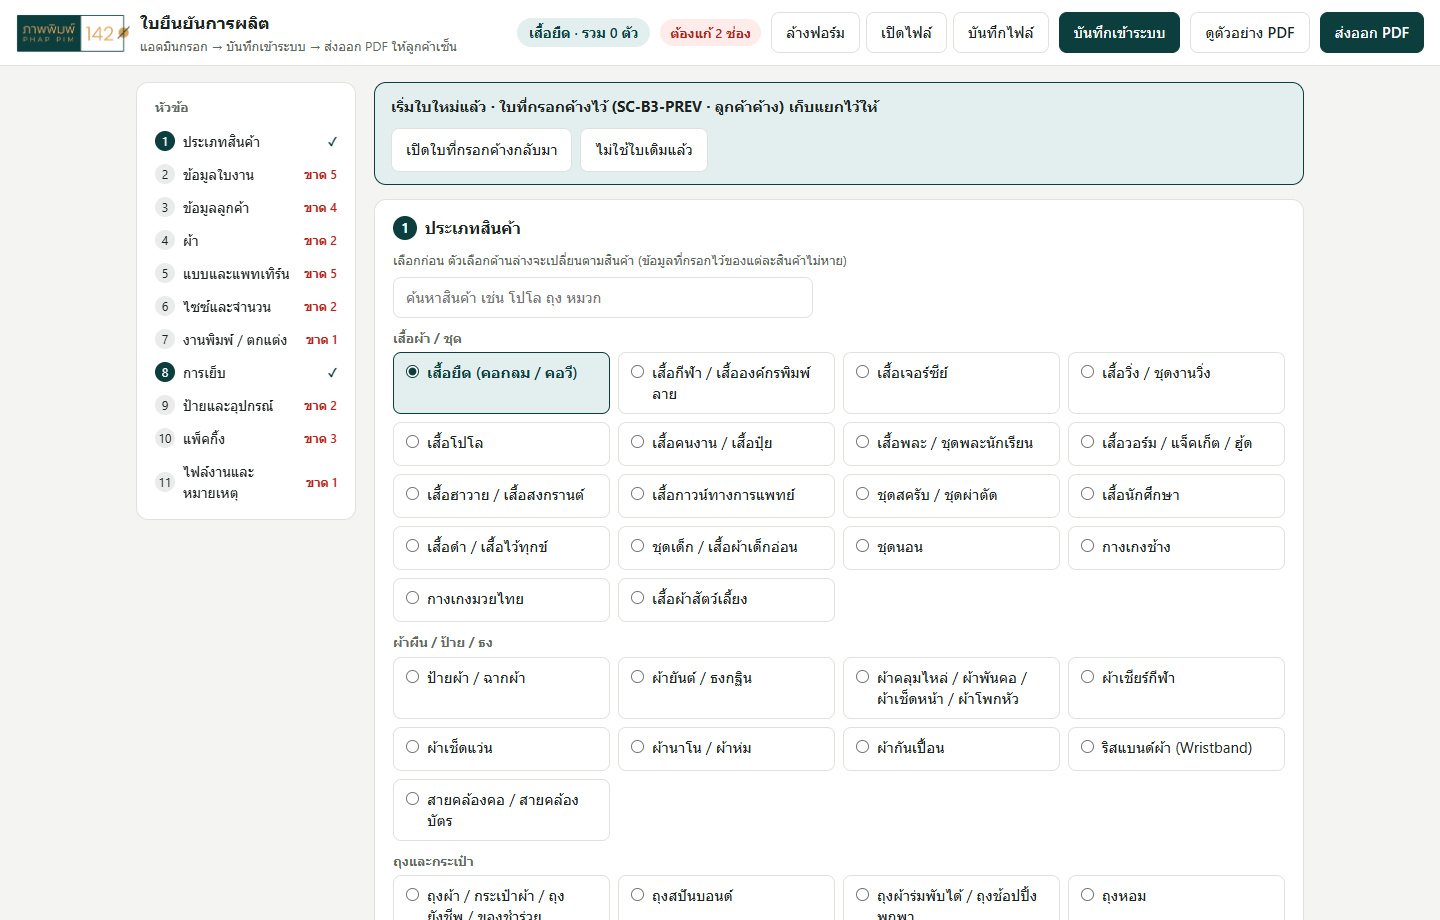 ภาพพิมพ์
PHAP PIM
142
ใบยืนยันการผลิต
แอดมินกรอก → บันทึกเข้าระบบ → ส่งออก PDF ให้ลูกค้าเซ็น
เสื้อยืด · รวม 0 ตัว
ต้องแก้ 2 ช่อง
ล้างฟอร์ม
เปิดไฟล์
บันทึกไฟล์
บันทึกเข้าระบบ
ดูตัวอย่าง PDF
ส่งออก PDF
หัวข้อ
1 ประเภทสินค้า ✓
2 ข้อมูลใบงาน ขาด 5
3 ข้อมูลลูกค้า ขาด 4
4 ผ้า ขาด 2
5 แบบและแพทเทิร์น ขาด 5
6 ไซซ์และจำนวน ขาด 2
7 งานพิมพ์ / ตกแต่ง ขาด 1
8 การเย็บ ✓
9 ป้ายและอุปกรณ์ ขาด 2
10 แพ็คกิ้ง ขาด 3
11 ไฟล์งานและ
หมายเหตุ ขาด 1
เริ่มใบใหม่แล้ว · ใบที่กรอกค้างไว้ (SC-B3-PREV · ลูกค้าค้าง) เก็บแยกไว้ให้
เปิดใบที่กรอกค้างกลับมา
ไม่ใช้ใบเดิมแล้ว
1 ประเภทสินค้า
เลือกก่อน ตัวเลือกด้านล่างจะเปลี่ยนตามสินค้า (ข้อมูลที่กรอกไว้ของแต่ละสินค้าไม่หาย)
ค้นหาสินค้า เช่น โปโล ถุง หมวก
เสื้อผ้า / ชุด
เสื้อยืด (คอกลม / คอวี)
เสื้อกีฬา / เสื้อองค์กรพิมพ์
ลาย
เสื้อเจอร์ซีย์
เสื้อวิ่ง / ชุดงานวิ่ง
เสื้อโปโล
เสื้อคนงาน / เสื้อปุ๋ย
เสื้อพละ / ชุดพละนักเรียน
เสื้อวอร์ม / แจ็คเก็ต / ฮู้ด
เสื้อฮาวาย / เสื้อสงกรานต์
เสื้อกาวน์ทางการแพทย์
ชุดสครับ / ชุดผ่าตัด
เสื้อนักศึกษา
เสื้อดำ / เสื้อไว้ทุกข์
ชุดเด็ก / เสื้อผ้าเด็กอ่อน
ชุดนอน
กางเกงช้าง
กางเกงมวยไทย
เสื้อผ้าสัตว์เลี้ยง
ผ้าผืน / ป้าย / ธง
ป้ายผ้า / ฉากผ้า
ผ้ายันต์ / ธงกฐิน
ผ้าคลุมไหล่ / ผ้าพันคอ /
ผ้าเช็ดหน้า / ผ้าโพกหัว
ผ้าเชียร์กีฬา
ผ้าเช็ดแว่น
ผ้านาโน / ผ้าห่ม
ผ้ากันเปื้อน
ริสแบนด์ผ้า (Wristband)
สายคล้องคอ / สายคล้อง
บัตร
ถุงและกระเป๋า
ถุงผ้า / กระเป๋าผ้า / ถุง
ยังชีพ / ของชำร่วย
ถุงสปันบอนด์
ถุงผ้าร่มพับได้ / ถุงช้อปปิ้ง
พกพา
ถุงหอม